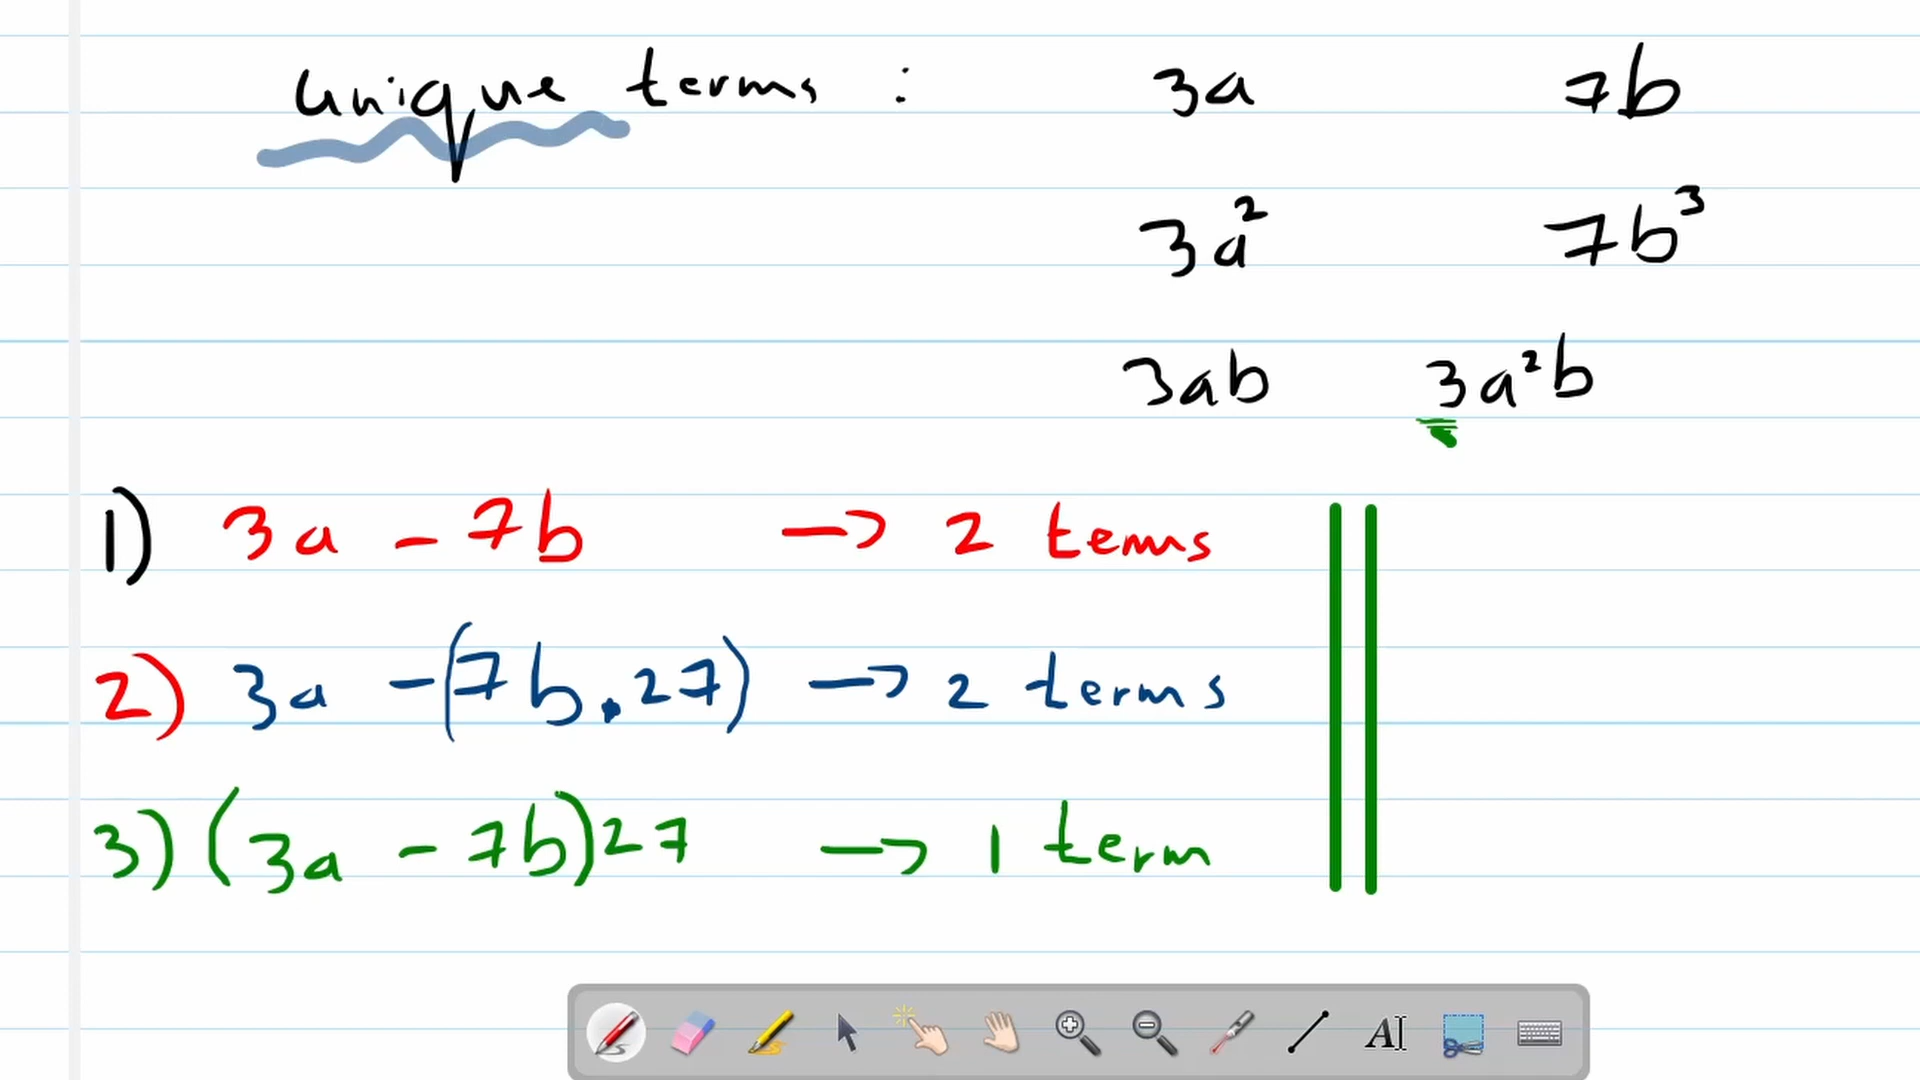 unique terms : 3a 7b
3a² 7b³
3ab 3a²b
1) 3a - 7b → 2 tems
2) 3a -(7b.27) → 2 terms
3) (3a - 7b)27 → 1 term
AI